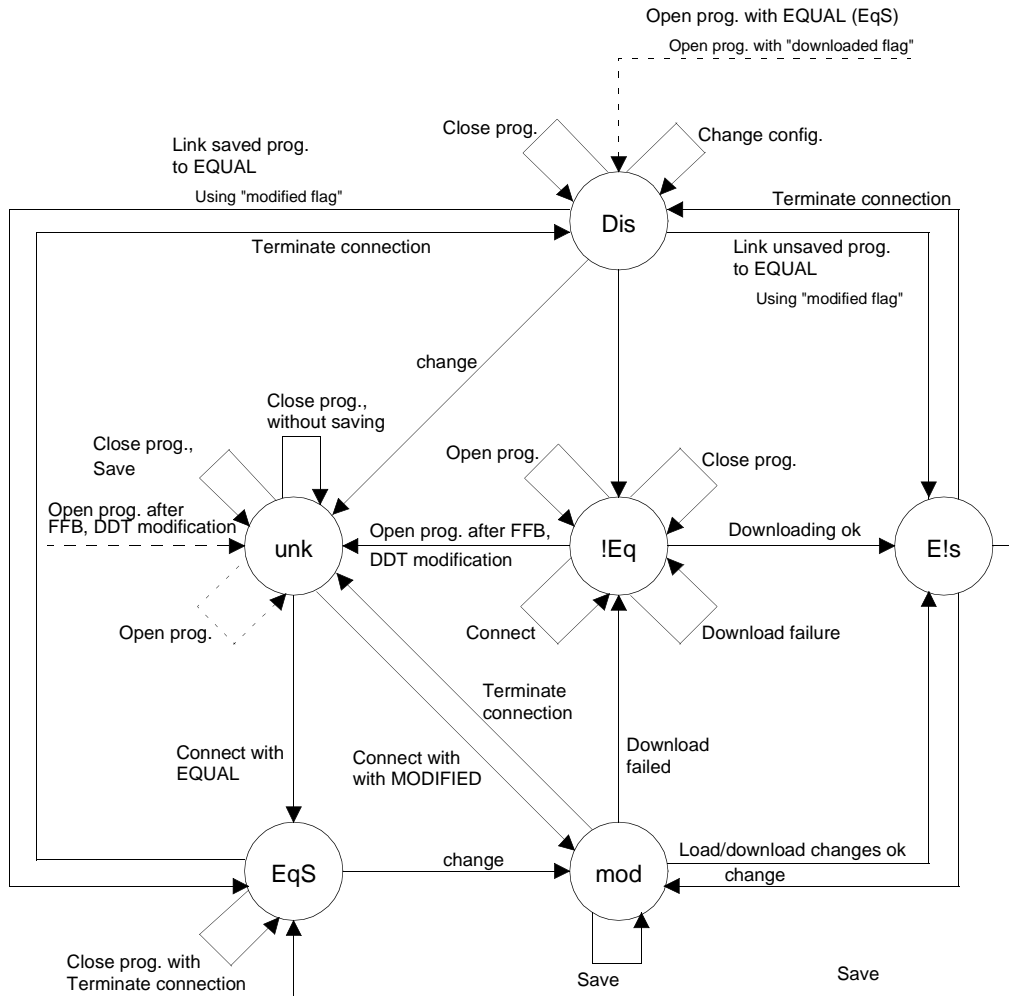 Open prog. with EQUAL (EqS)
Open prog. with "downloaded flag"
Close prog.
Change config.
Link saved prog.
to EQUAL
Using "modified flag"
Terminate connection
Dis
Terminate connection
Link unsaved prog.
to EQUAL
Using "modified flag"
change
Close prog.,
without saving
Close prog.,
Save
Open prog.
Close prog.
Open prog. after
FFB, DDT modification
unk
Open prog. after FFB,
DDT modification
!Eq
Downloading ok
E!s
Open prog.
Connect
Download failure
Terminate
connection
Connect with
EQUAL
Connect with
with MODIFIED
Download
failed
EqS
change
mod
Load/download changes ok
change
Close prog. with
Terminate connection
Save
Save